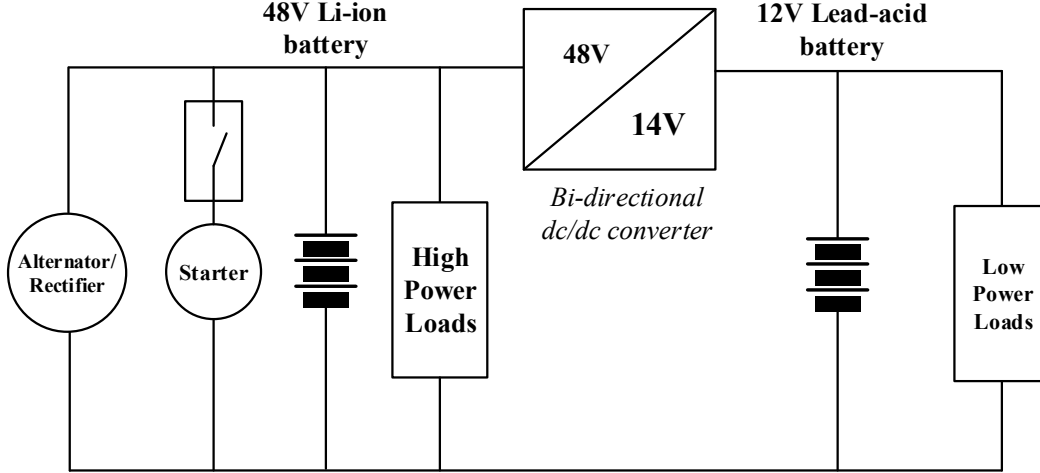 48V Li-ion
battery
12V Lead-acid
battery
48V
14V
Bi-directional
dc/dc converter
Alternator/
Rectifier
Starter
High
Power
Loads
Low
Power
Loads